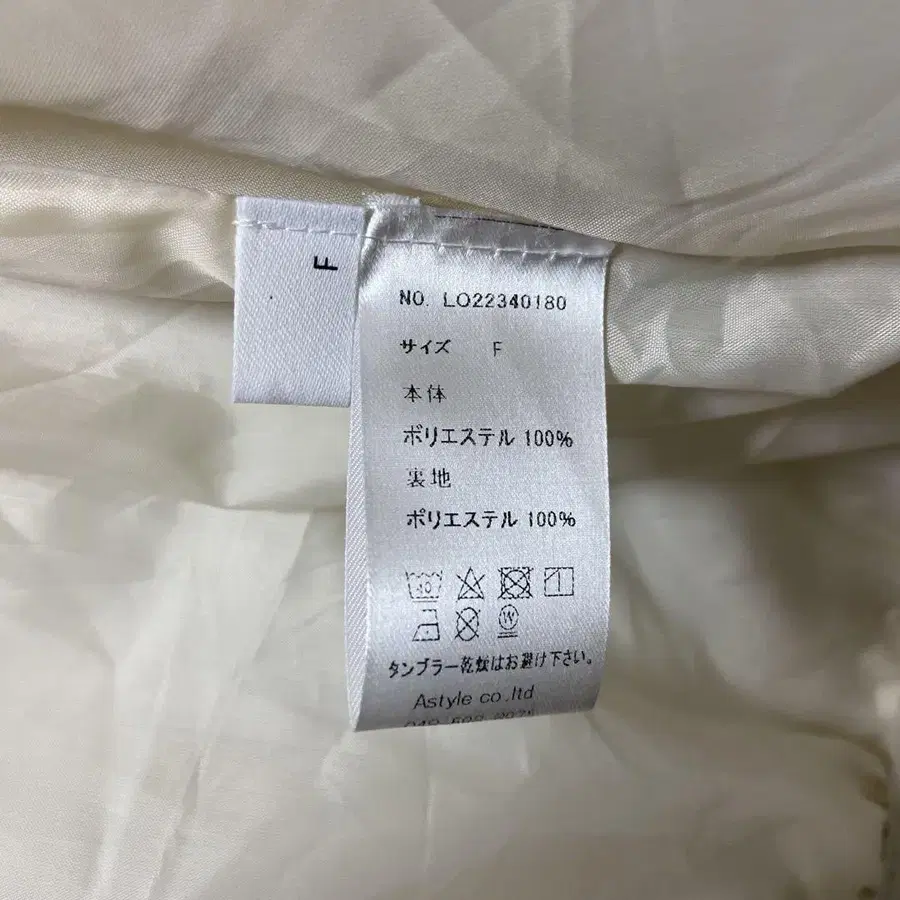 F
NO. LO22340180
サイズ F
本体
ポリエステル 100%
裏地
ポリエステル 100%
タンブラー乾燥はお避け下さい。
Astyle co.,ltd